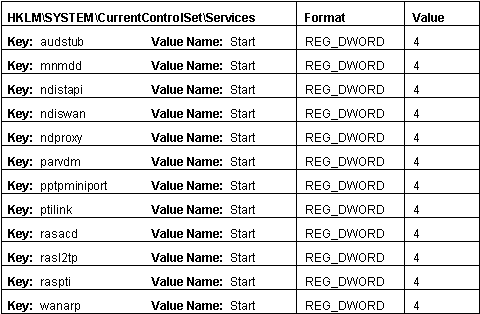 HKLM\SYSTEM\CurrentControlSet\Services Format Value
Key: audstub Value Name: Start REG_DWORD 4
Key: mnmdd Value Name: Start REG_DWORD 4
Key: ndistapi Value Name: Start REG_DWORD 4
Key: ndiswan Value Name: Start REG_DWORD 4
Key: ndproxy Value Name: Start REG_DWORD 4
Key: parvdm Value Name: Start REG_DWORD 4
Key: pptpminiport Value Name: Start REG_DWORD 4
Key: ptilink Value Name: Start REG_DWORD 4
Key: rasacd Value Name: Start REG_DWORD 4
Key: rasl2tp Value Name: Start REG_DWORD 4
Key: raspti Value Name: Start REG_DWORD 4
Key: wanarp Value Name: Start REG_DWORD 4